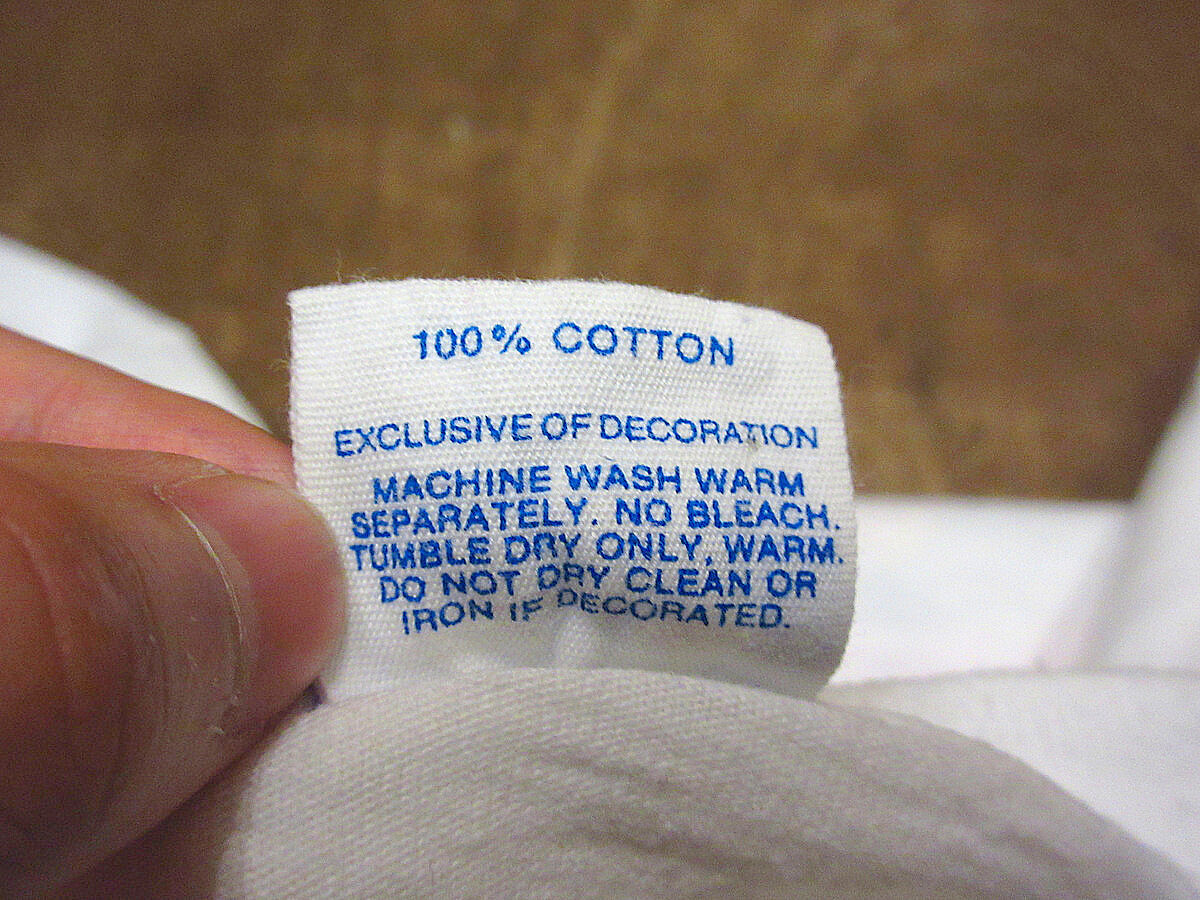 100% COTTON
EXCLUSIVE OF DECORATION
MACHINE WASH WARM
SEPARATELY. NO BLEACH.
TUMBLE DRY ONLY, WARM.
DO NOT DRY CLEAN OR
IRON IF DECORATED.